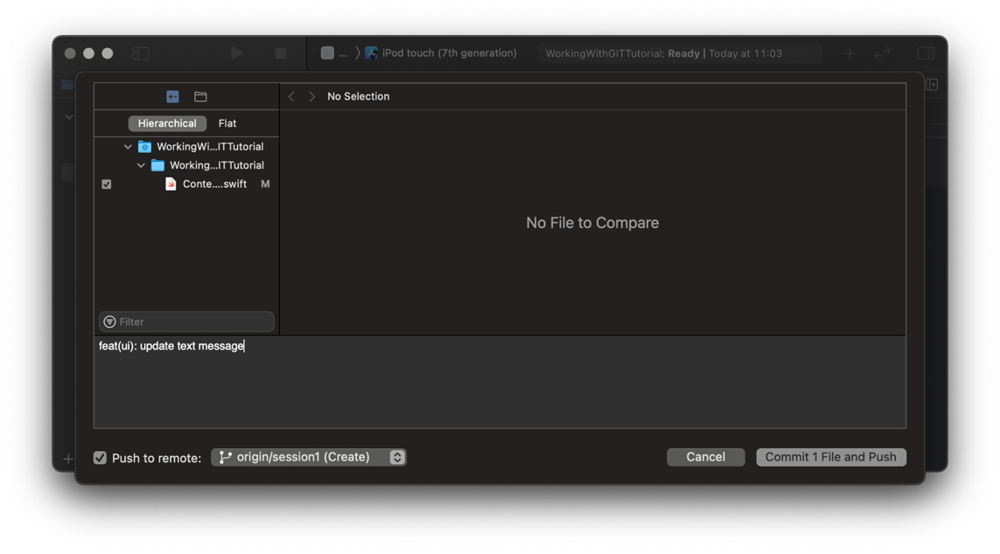 ... iPod touch (7th generation) WorkingWithGITTutorial: Ready | Today at 11:03
No Selection
Hierarchical Flat
WorkingWi...ITTutorial
Working...ITTutorial
Conte....swift M
No File to Compare
Filter
feat(ui): update text message
Push to remote: origin/session1 (Create) Cancel Commit 1 File and Push